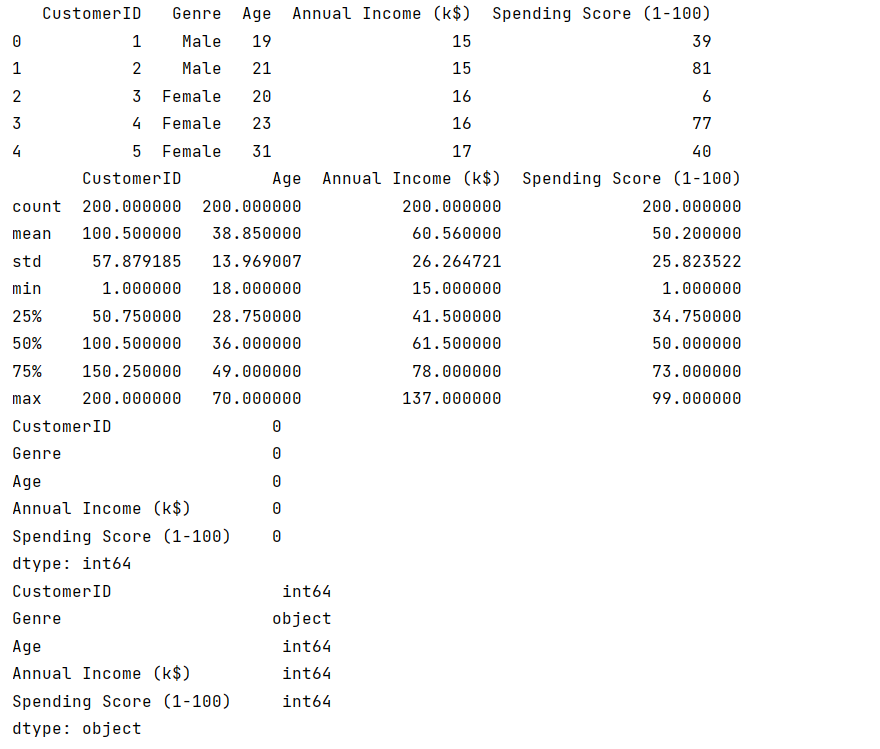 CustomerID   Genre  Age  Annual Income (k$)  Spending Score (1-100)
0           1    Male   19                  15                      39
1           2    Male   21                  15                      81
2           3  Female   20                  16                       6
3           4  Female   23                  16                      77
4           5  Female   31                  17                      40
       CustomerID         Age  Annual Income (k$)  Spending Score (1-100)
count  200.000000  200.000000          200.000000              200.000000
mean   100.500000   38.850000           60.560000               50.200000
std     57.879185   13.969007           26.264721               25.823522
min      1.000000   18.000000           15.000000                1.000000
25%     50.750000   28.750000           41.500000               34.750000
50%    100.500000   36.000000           61.500000               50.000000
75%    150.250000   49.000000           78.000000               73.000000
max    200.000000   70.000000          137.000000               99.000000
CustomerID                0
Genre                     0
Age                       0
Annual Income (k$)        0
Spending Score (1-100)    0
dtype: int64
CustomerID                 int64
Genre                     object
Age                        int64
Annual Income (k$)         int64
Spending Score (1-100)     int64
dtype: object